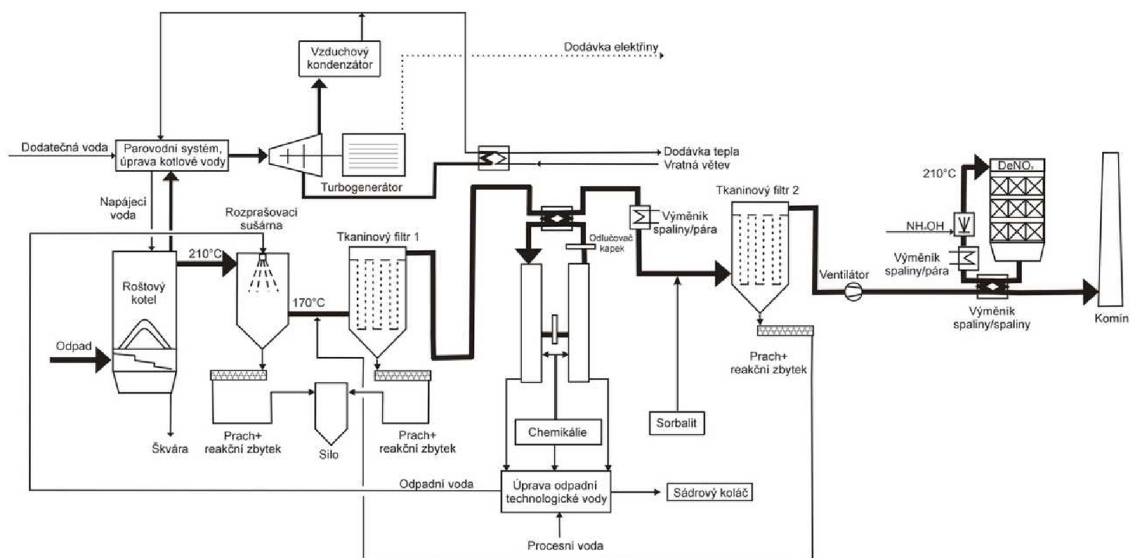 Vzduchový
kondenzátor
Dodávka elektřiny
Dodatečná voda
Parovodní systém,
úprava kotlové vody
Turbogenerátor
Dodávka tepla
Vratná větev
Napájecí
voda
Rozprašovací
sušárna
210°C
Tkaninový filtr 1
Roštový
kotel
170°C
Odpad
Prach+
reakční zbytek
Škvára
Silo
Prach+
reakční zbytek
Odlučovač
kapek
Výměník
spaliny/pára
Tkaninový filtr 2
Chemikálie
Sorbalit
Odpadní voda
Úprava odpadní
technologické vody
Sádrový koláč
Procesní voda
Prach+
reakční zbytek
Ventilátor
210°C
DeNOₓ
NH₄OH
Výměník
spaliny/pára
Výměník
spaliny/spaliny
Komín